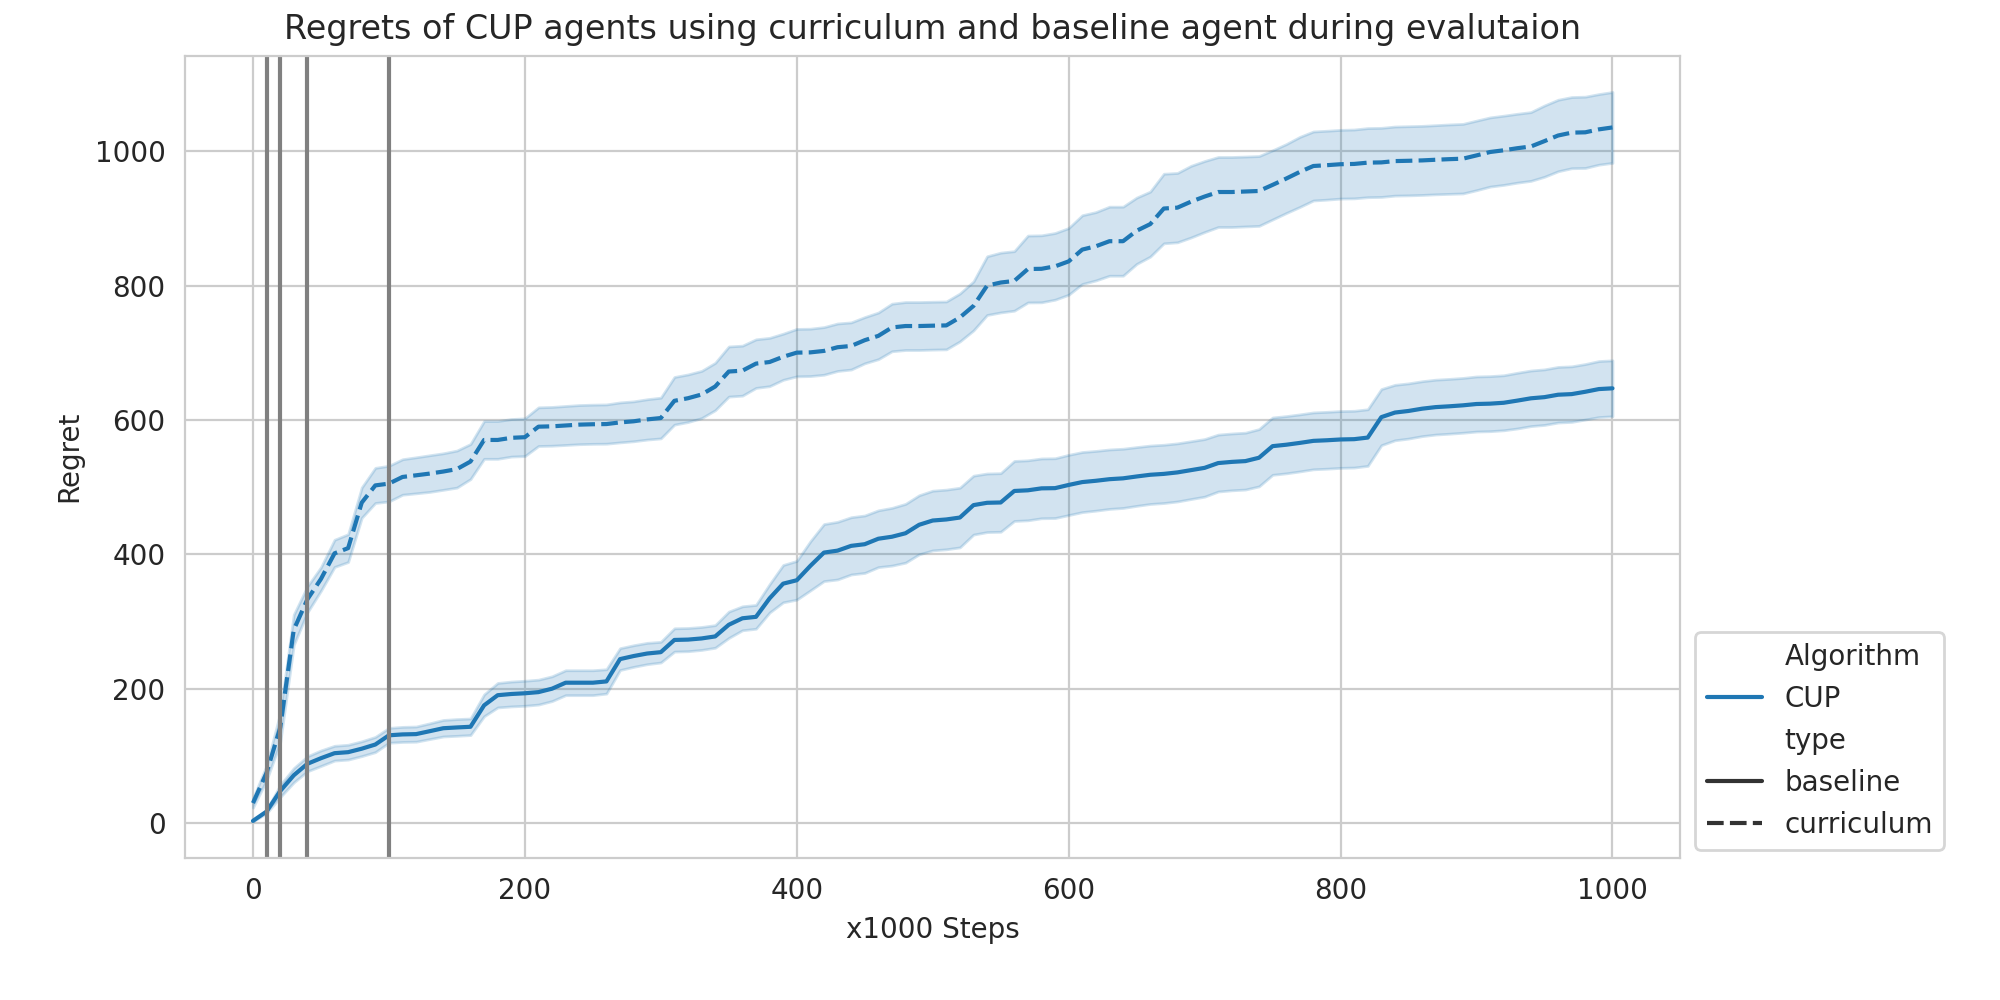 Regrets of CUP agents using curriculum and baseline agent during evalutaion
1000
800
600
400
200
0
Regret
0 200 400 600 800 1000
x1000 Steps
Algorithm
CUP
type
baseline
curriculum